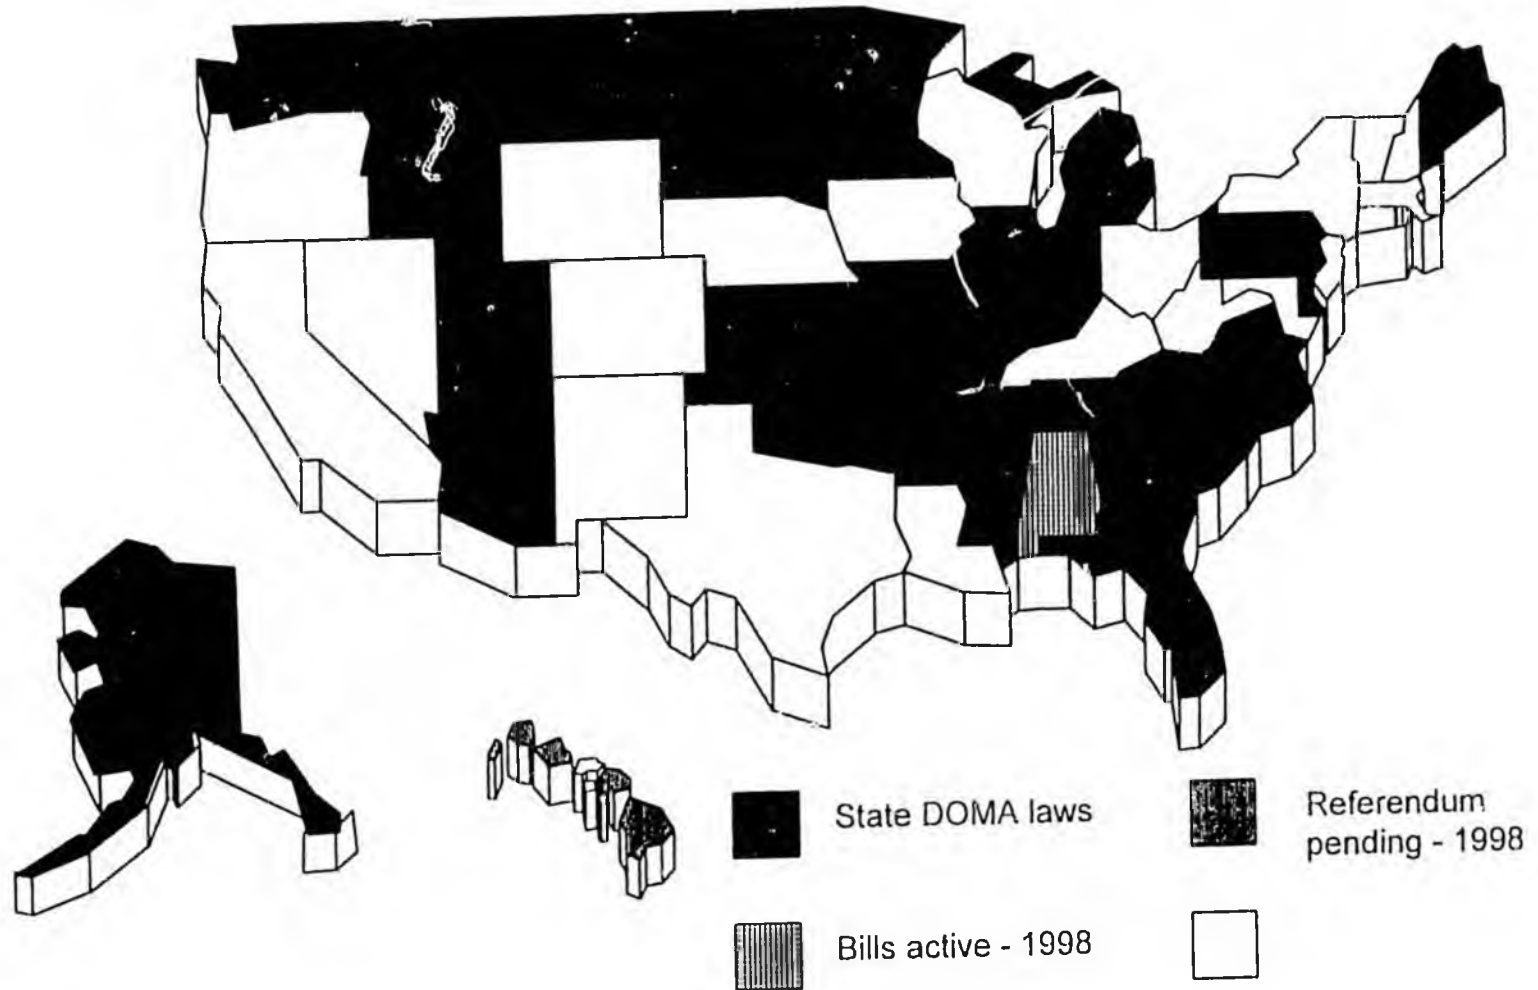 State DOMA laws
Referendum
pending - 1998
Bills active - 1998